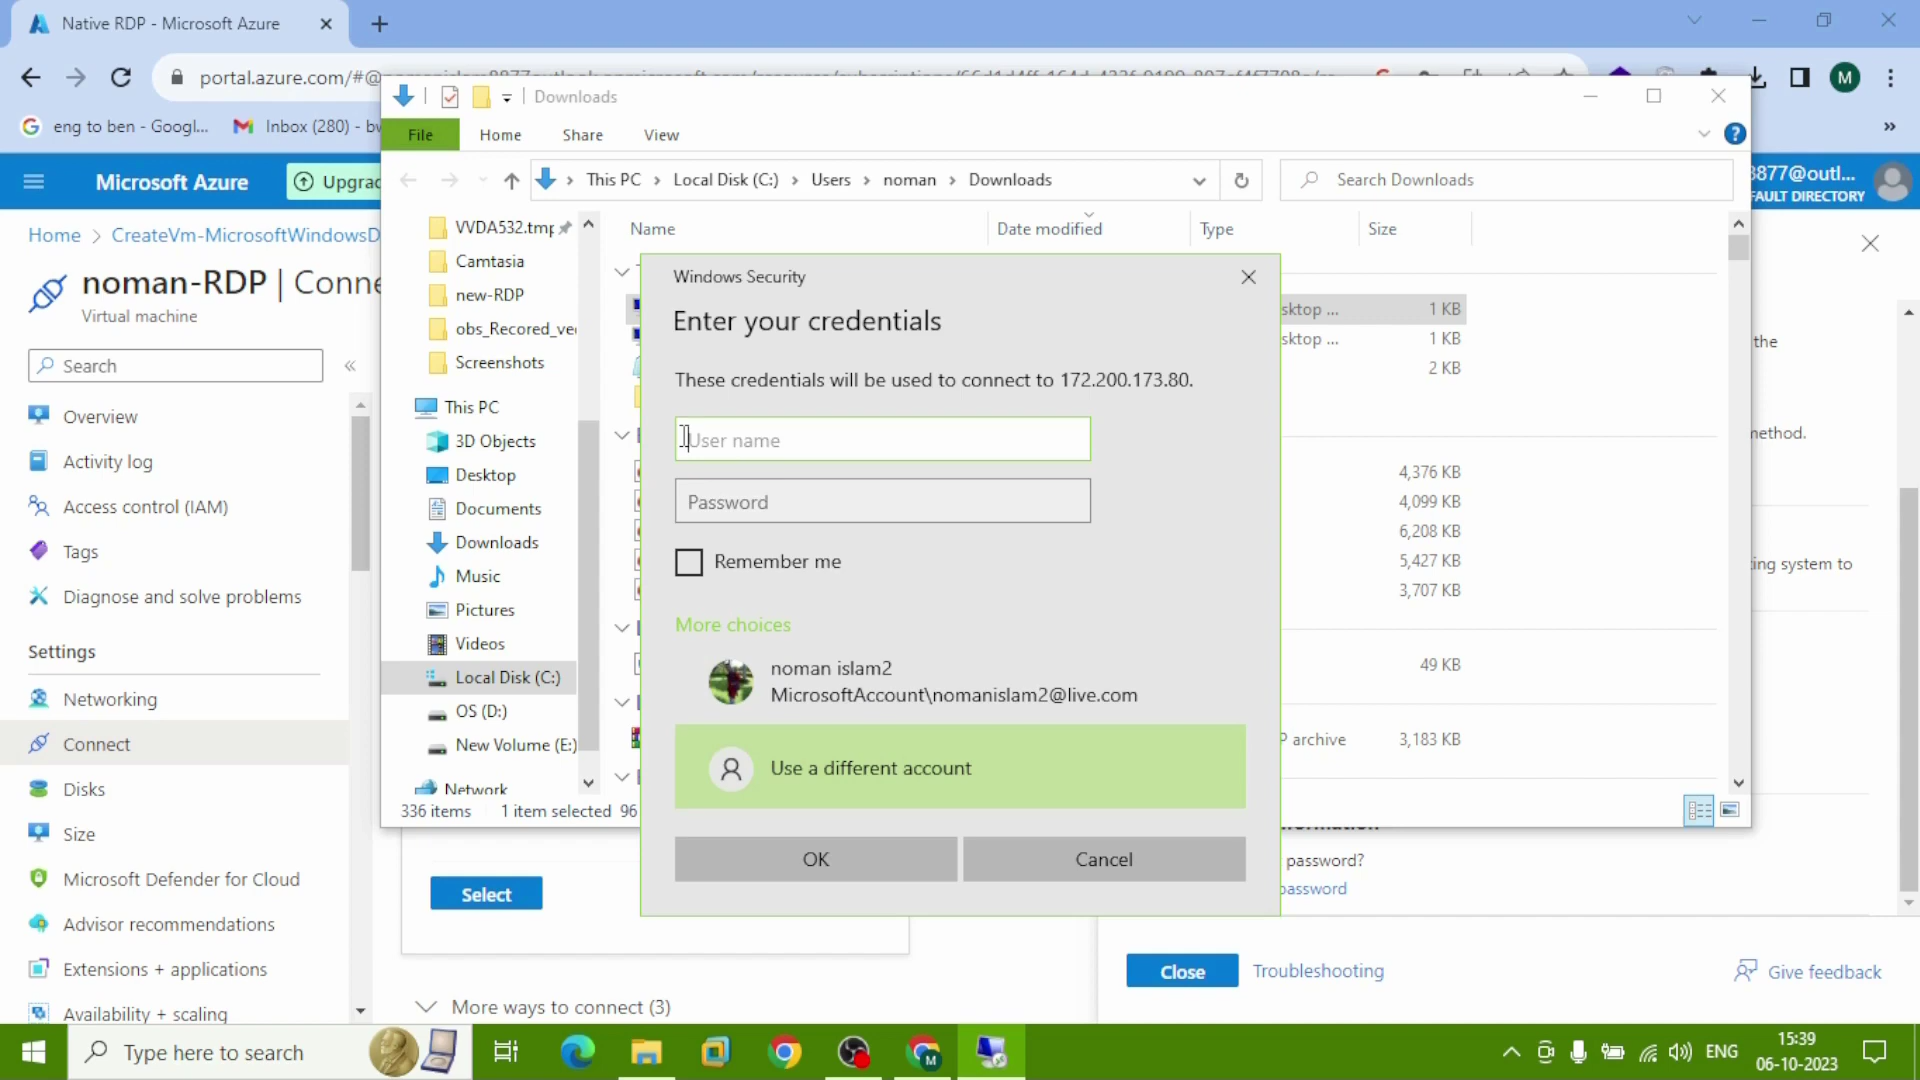 Native RDP - Microsoft Azure
portal.azure.com/#@
eng to ben - Googl...
Inbox (280) - bw
Downloads
File
Home
Share
View
This PC
Local Disk (C:)
Users
noman
Downloads
Search Downloads
Microsoft Azure
Upgrad
8877@outl...
FAULT DIRECTORY
Home
CreateVm-MicrosoftWindowsD
noman-RDP | Conne
Virtual machine
Search
Overview
Activity log
Access control (IAM)
Tags
Diagnose and solve problems
Settings
Networking
Connect
Disks
Size
Microsoft Defender for Cloud
Advisor recommendations
Extensions + applications
Availability + scaling
VVDA532.tmp
Camtasia
new-RDP
obs_Recored_ve
Screenshots
This PC
3D Objects
Desktop
Documents
Downloads
Music
Pictures
Videos
Local Disk (C:)
OS (D:)
New Volume (E:)
Network
336 items
1 item selected
96
Name
Date modified
Type
Size
sktop ...
1 KB
sktop ...
1 KB
2 KB
4,376 KB
4,099 KB
6,208 KB
5,427 KB
3,707 KB
49 KB
P archive
3,183 KB
Windows Security
Enter your credentials
These credentials will be used to connect to 172.200.173.80.
User name
Password
Remember me
More choices
noman islam2
MicrosoftAccount\nomanislam2@live.com
Use a different account
OK
Cancel
the
method.
ing system to
password?
password
Select
More ways to connect (3)
Close
Troubleshooting
Give feedback
Type here to search
ENG
15:39
06-10-2023
M
M